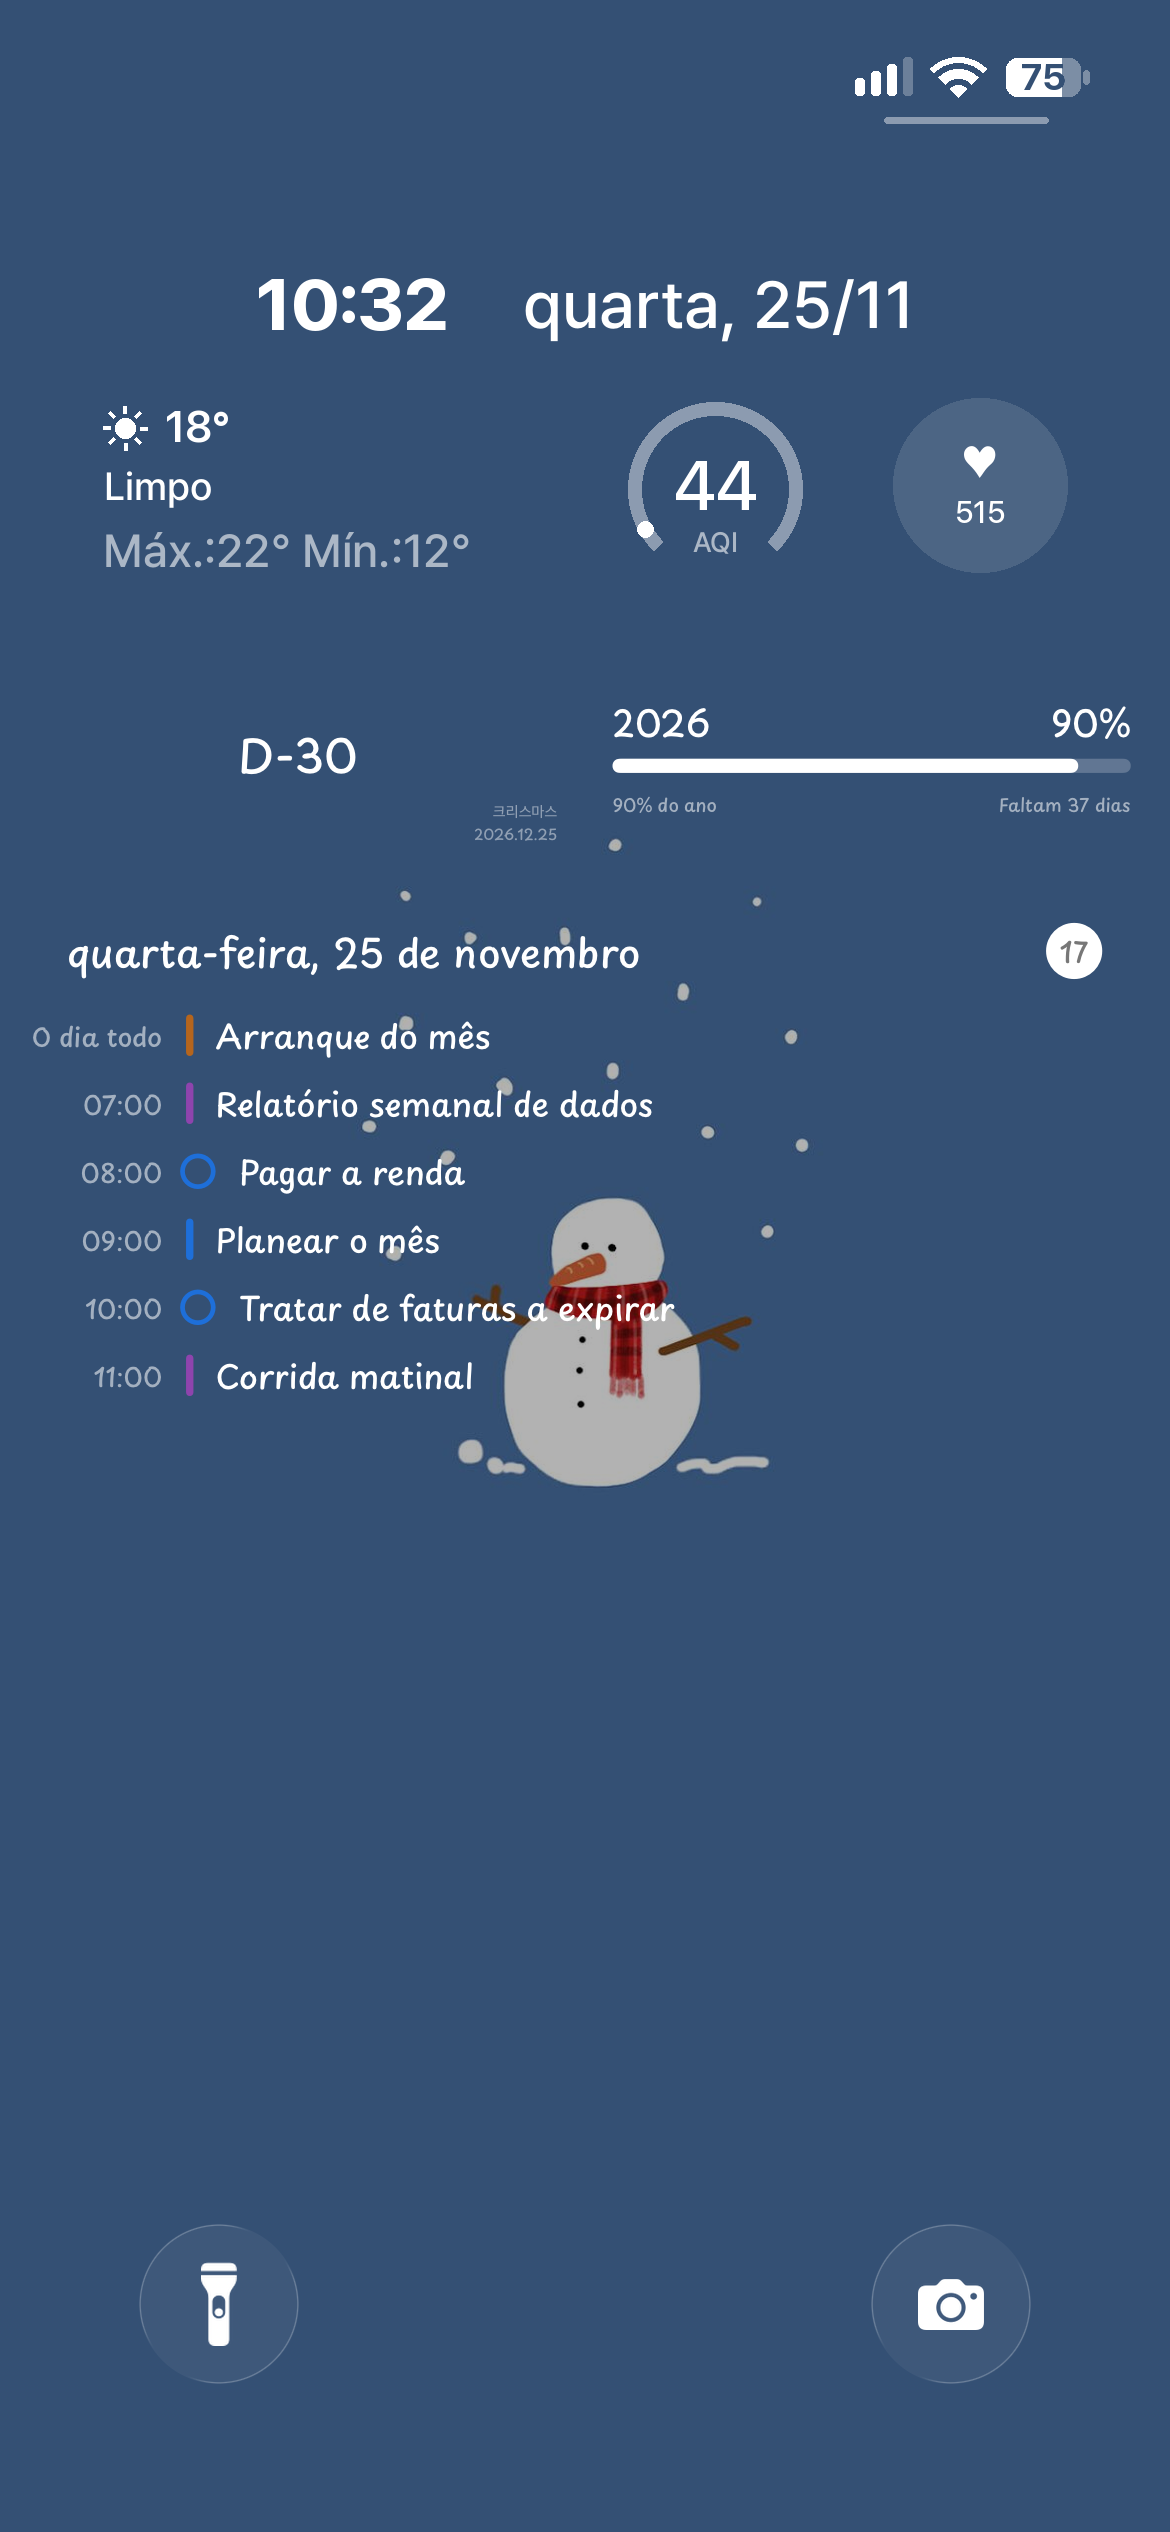 75
10:32 quarta, 25/11
18°
Limpo
Máx.:22° Mín.:12°
44
AQI
515
D-30
크리스마스
2026.12.25
2026 90%
90% do ano Faltam 37 dias
quarta-feira, 25 de novembro 17
O dia todo Arranque do mês
07:00 Relatório semanal de dados
08:00 Pagar a renda
09:00 Planear o mês
10:00 Tratar de faturas a expirar
11:00 Corrida matinal